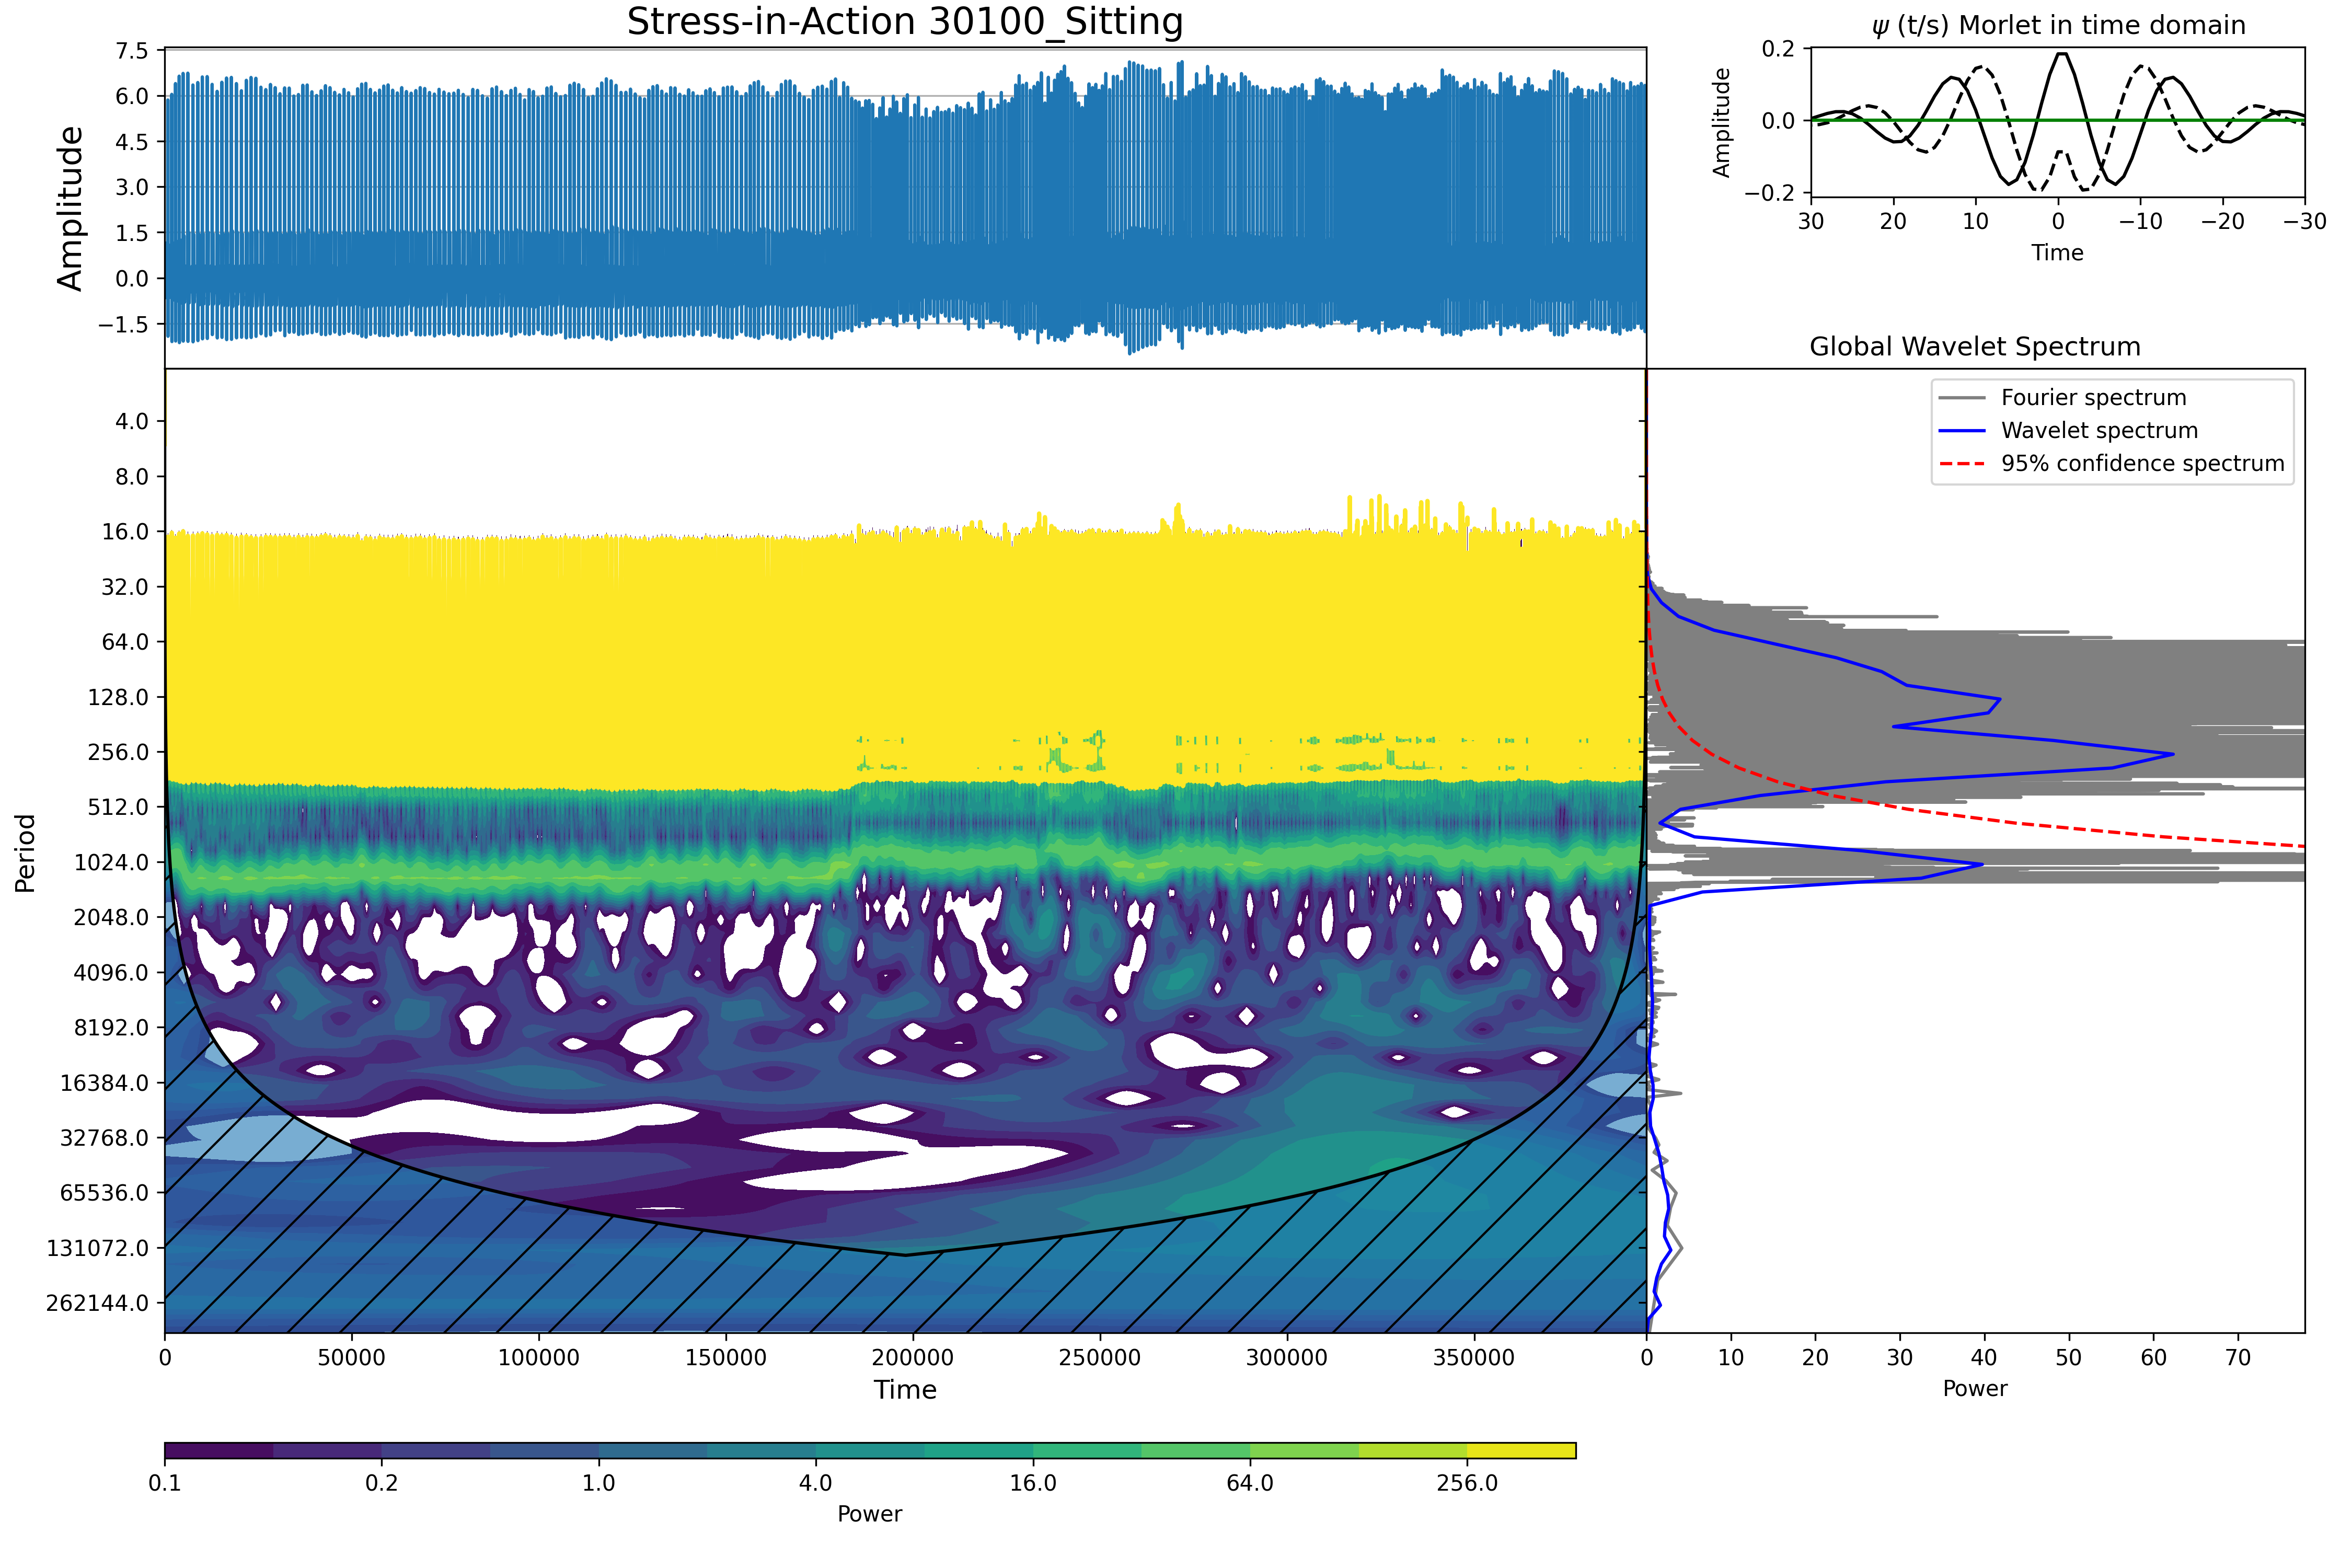 Stress-in-Action 30100_Sitting
Amplitude
7.5
6.0
4.5
3.0
1.5
0.0
−1.5
ψ (t/s) Morlet in time domain
Amplitude
0.2
0.0
−0.2
30 20 10 0 −10 −20 −30
Time
Global Wavelet Spectrum
Fourier spectrum
Wavelet spectrum
95% confidence spectrum
Period
4.0
8.0
16.0
32.0
64.0
128.0
256.0
512.0
1024.0
2048.0
4096.0
8192.0
16384.0
32768.0
65536.0
131072.0
262144.0
0 50000 100000 150000 200000 250000 300000 350000
Time
0 10 20 30 40 50 60 70
Power
0.1 0.2 1.0 4.0 16.0 64.0 256.0
Power